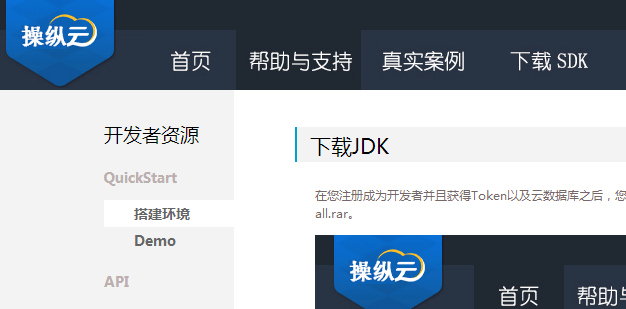 操纵云
首页 帮助与支持 真实案例 下载 SDK
开发者资源
QuickStart
搭建环境
Demo
API
下载JDK
在您注册成为开发者并且获得Token以及云数据库之后，您
all.rar。
操纵云
首页 帮助与